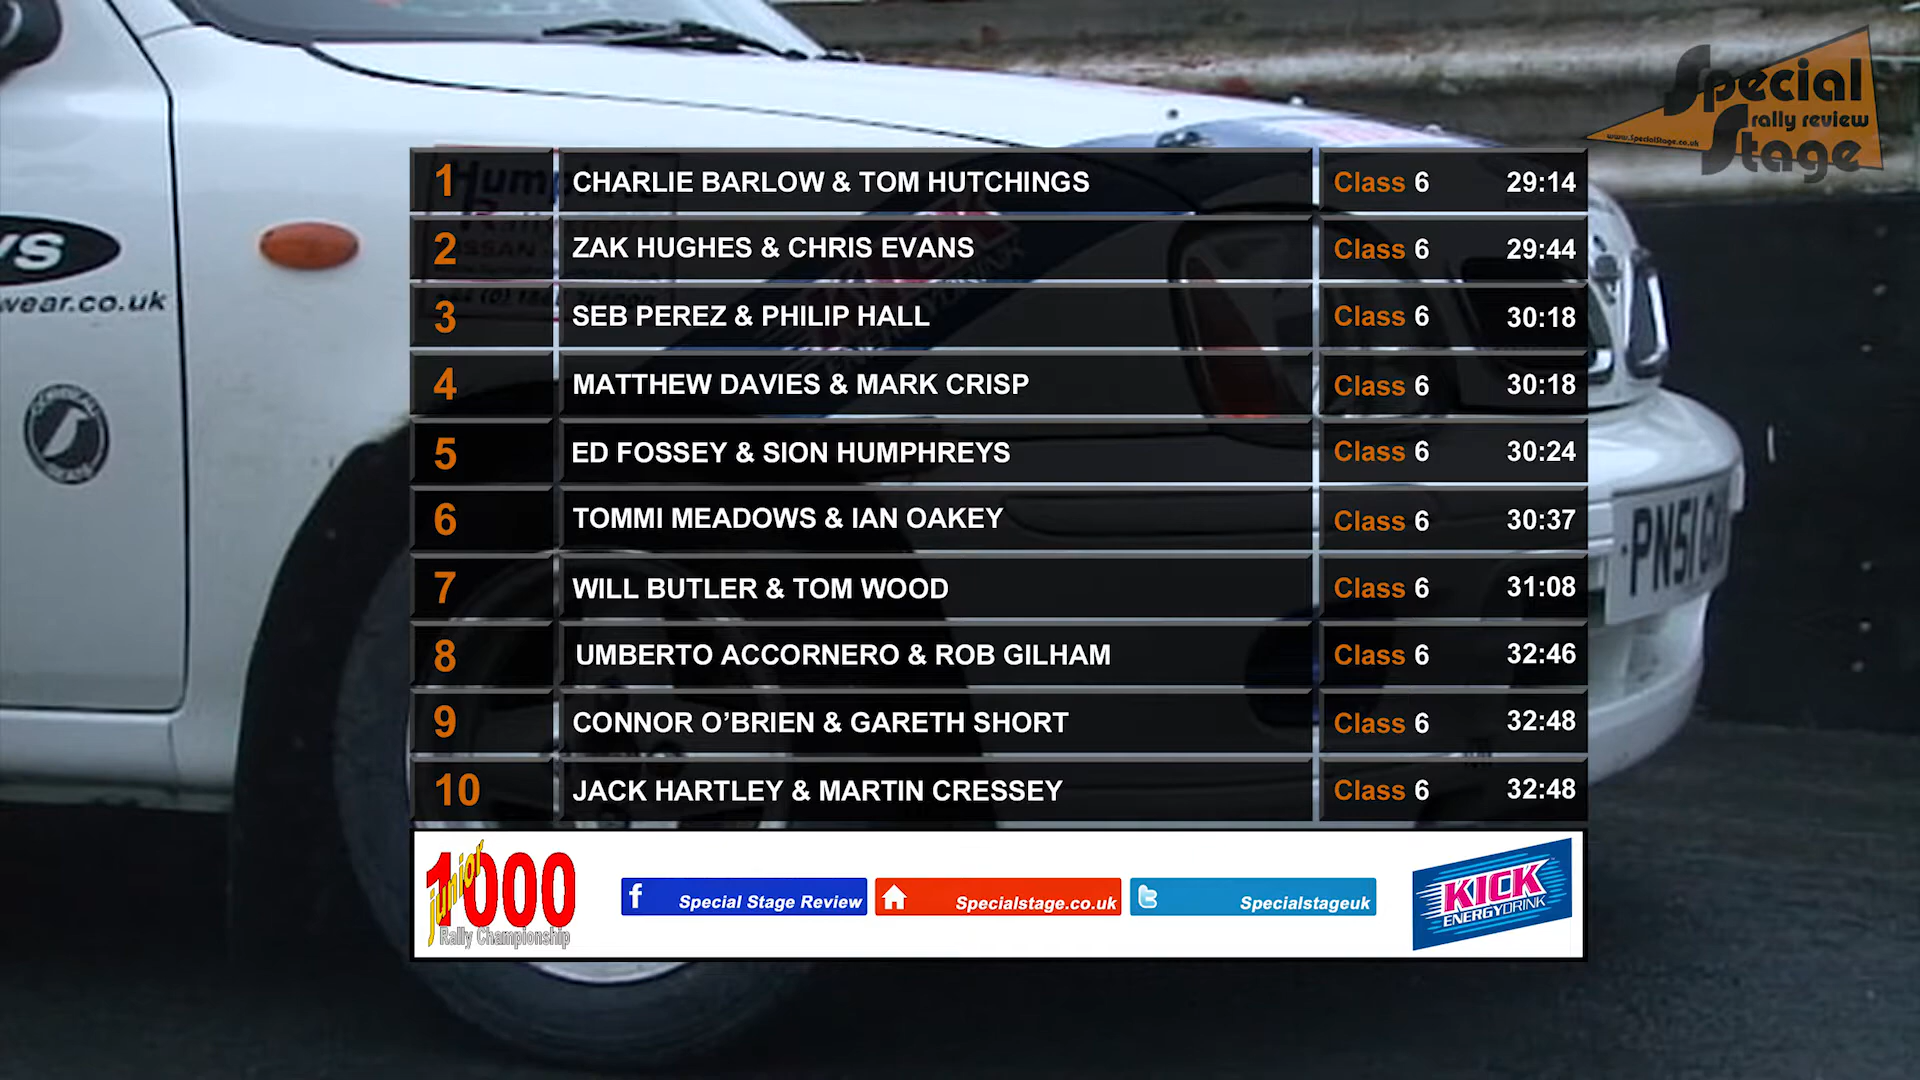 Special
rally review
Stage
www.SpecialStage.co.uk
1 CHARLIE BARLOW & TOM HUTCHINGS Class 6 29:14
2 ZAK HUGHES & CHRIS EVANS Class 6 29:44
3 SEB PEREZ & PHILIP HALL Class 6 30:18
4 MATTHEW DAVIES & MARK CRISP Class 6 30:18
5 ED FOSSEY & SION HUMPHREYS Class 6 30:24
6 TOMMI MEADOWS & IAN OAKEY Class 6 30:37
7 WILL BUTLER & TOM WOOD Class 6 31:08
8 UMBERTO ACCORNERO & ROB GILHAM Class 6 32:46
9 CONNOR O’BRIEN & GARETH SHORT Class 6 32:48
10 JACK HARTLEY & MARTIN CRESSEY Class 6 32:48
junior
1000
Rally Championship
f Special Stage Review
Specialstage.co.uk
Specialstageuk
KICK
ENERGYDRINK
wear.co.uk